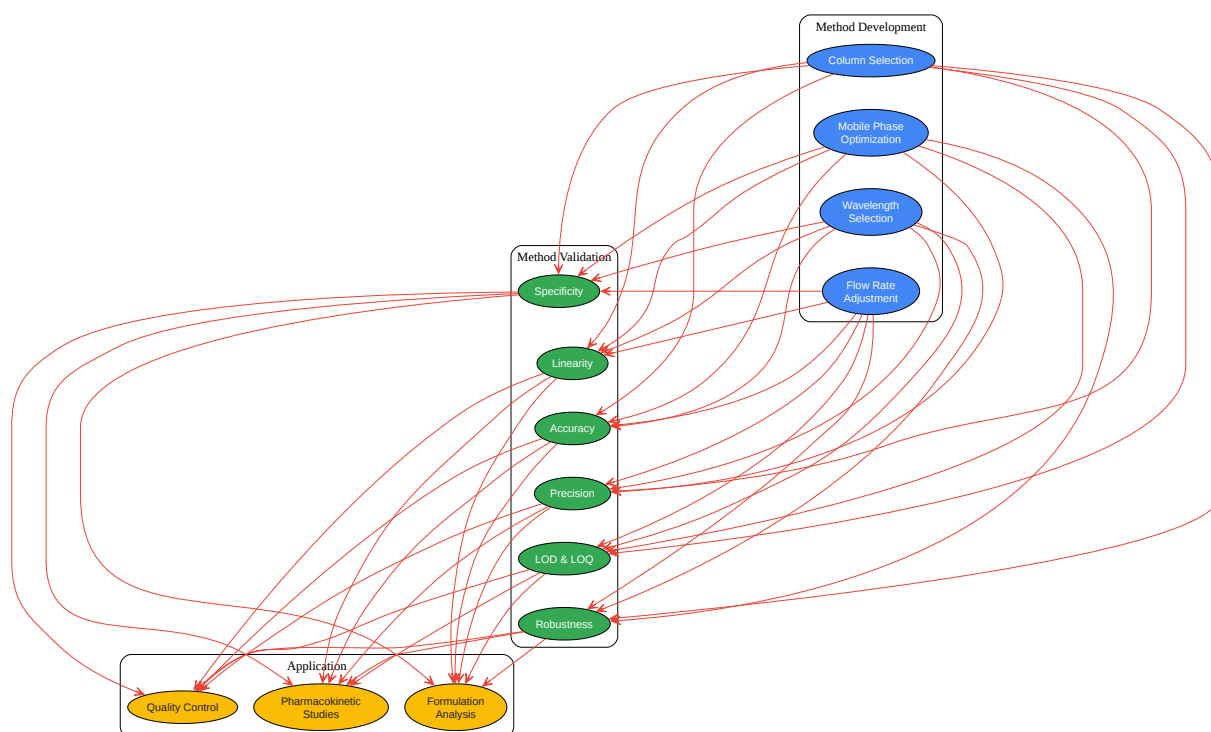 Method Development
Column Selection
Mobile Phase
Optimization
Wavelength
Selection
Flow Rate
Adjustment
Method Validation
Specificity
Linearity
Accuracy
Precision
LOD & LOQ
Robustness
Application
Quality Control
Pharmacokinetic
Studies
Formulation
Analysis